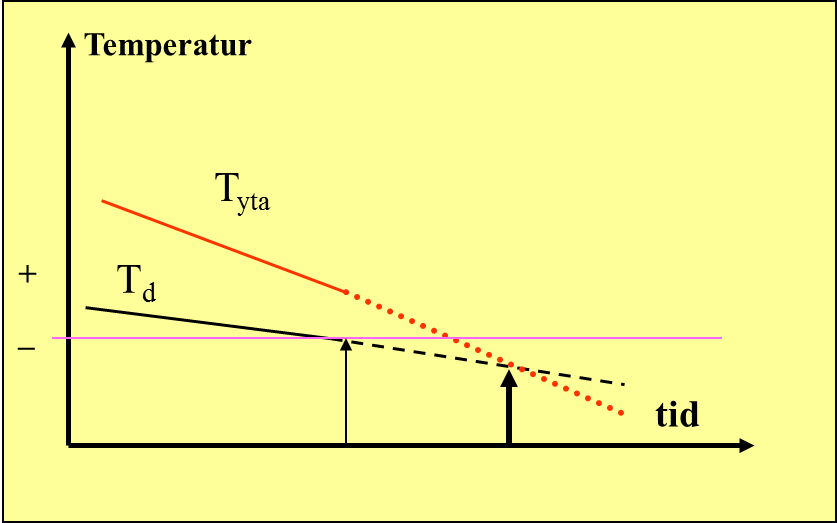 Temperatur
Tyta
+
Td
–
tid